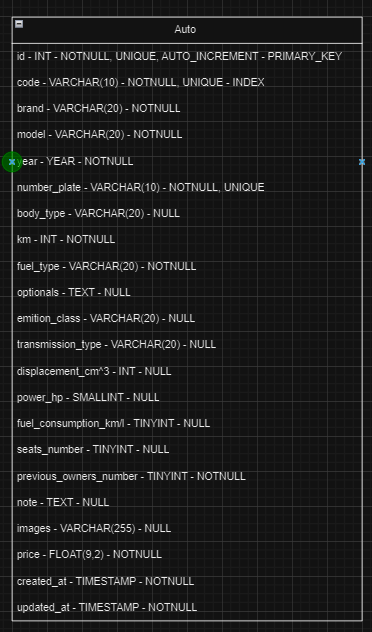 Auto
id - INT - NOTNULL, UNIQUE, AUTO_INCREMENT - PRIMARY_KEY
code - VARCHAR(10) - NOTNULL, UNIQUE - INDEX
brand - VARCHAR(20) - NOTNULL
model - VARCHAR(20) - NOTNULL
year - YEAR - NOTNULL
number_plate - VARCHAR(10) - NOTNULL, UNIQUE
body_type - VARCHAR(20) - NULL
km - INT - NOTNULL
fuel_type - VARCHAR(20) - NOTNULL
optionals - TEXT - NULL
emition_class - VARCHAR(20) - NULL
transmission_type - VARCHAR(20) - NULL
displacement_cm^3 - INT - NULL
power_hp - SMALLINT - NULL
fuel_consumption_km/l - TINYINT - NULL
seats_number - TINYINT - NULL
previous_owners_number - TINYINT - NOTNULL
note - TEXT - NULL
images - VARCHAR(255) - NULL
price - FLOAT(9,2) - NOTNULL
created_at - TIMESTAMP - NOTNULL
updated_at - TIMESTAMP - NOTNULL